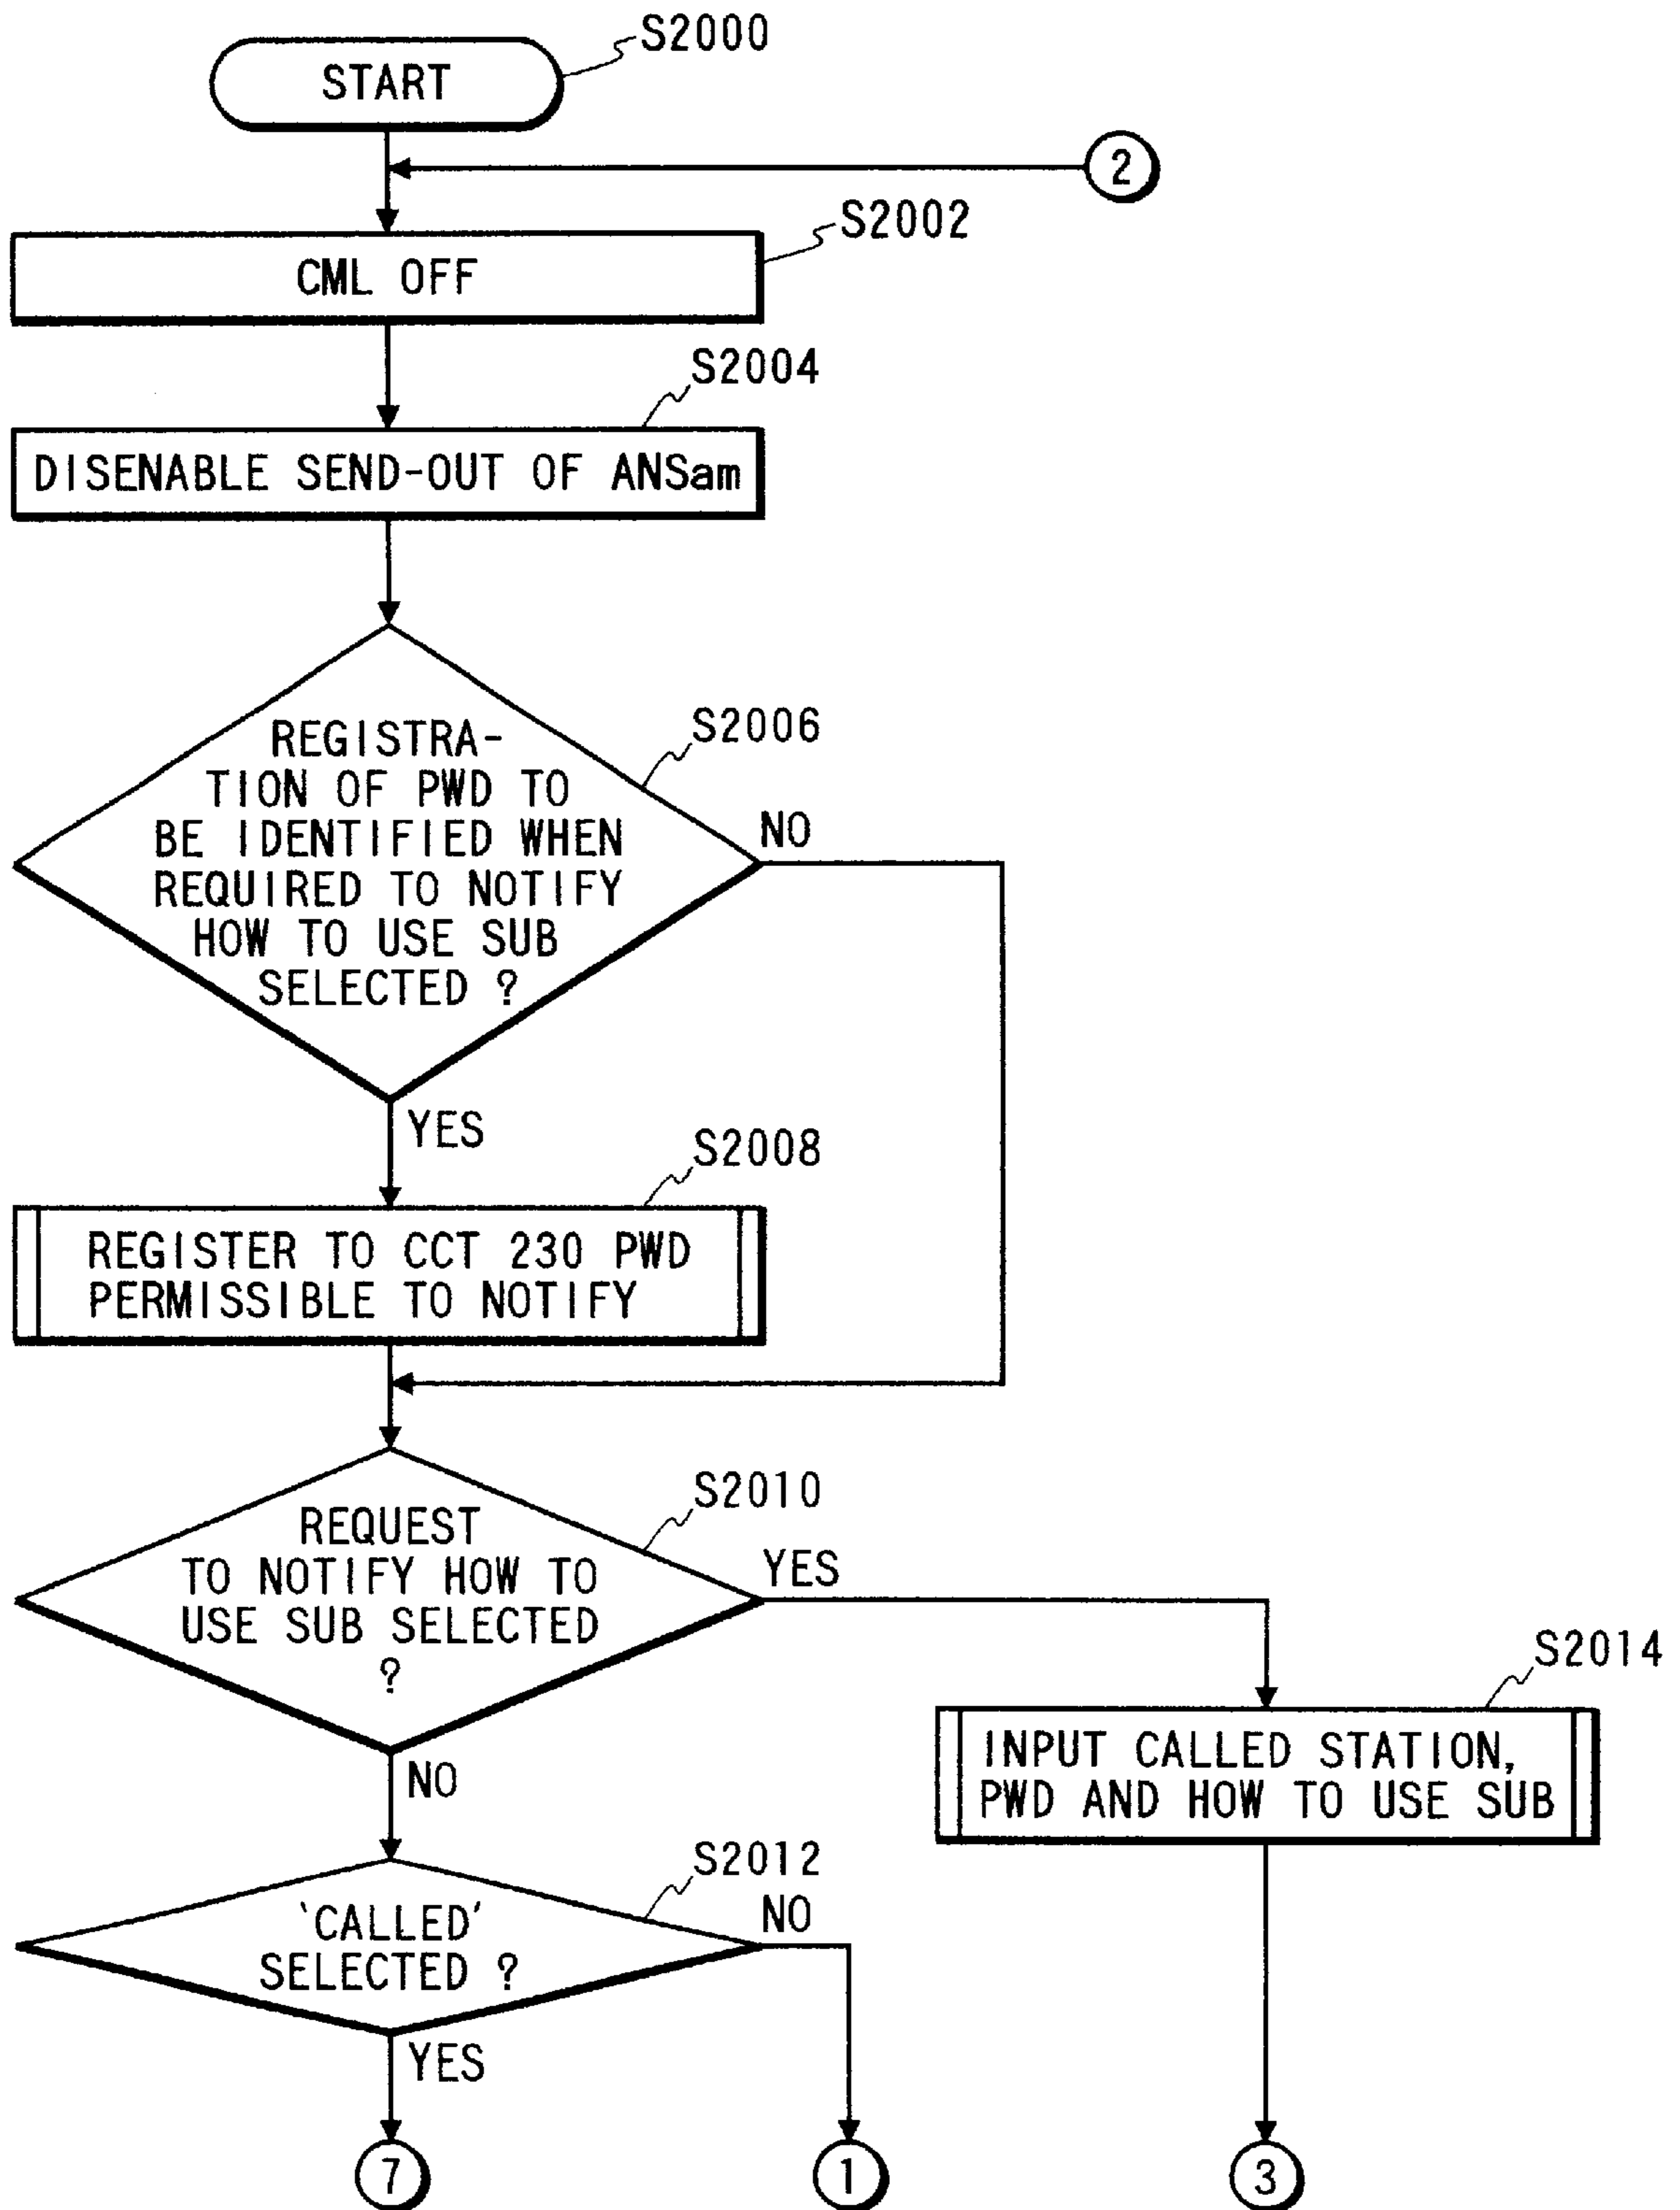 S2000
START
2
S2002
CML OFF
S2004
DISENABLE SEND-OUT OF ANSam
S2006
REGISTRA-
TION OF PWD TO
BE IDENTIFIED WHEN
REQUIRED TO NOTIFY
HOW TO USE SUB
SELECTED ?
NO
YES
S2008
REGISTER TO CCT 230 PWD
PERMISSIBLE TO NOTIFY
S2010
REQUEST
TO NOTIFY HOW TO
USE SUB SELECTED
?
YES
NO
S2014
INPUT CALLED STATION,
PWD AND HOW TO USE SUB
S2012
'CALLED'
SELECTED ?
NO
YES
7
1
3